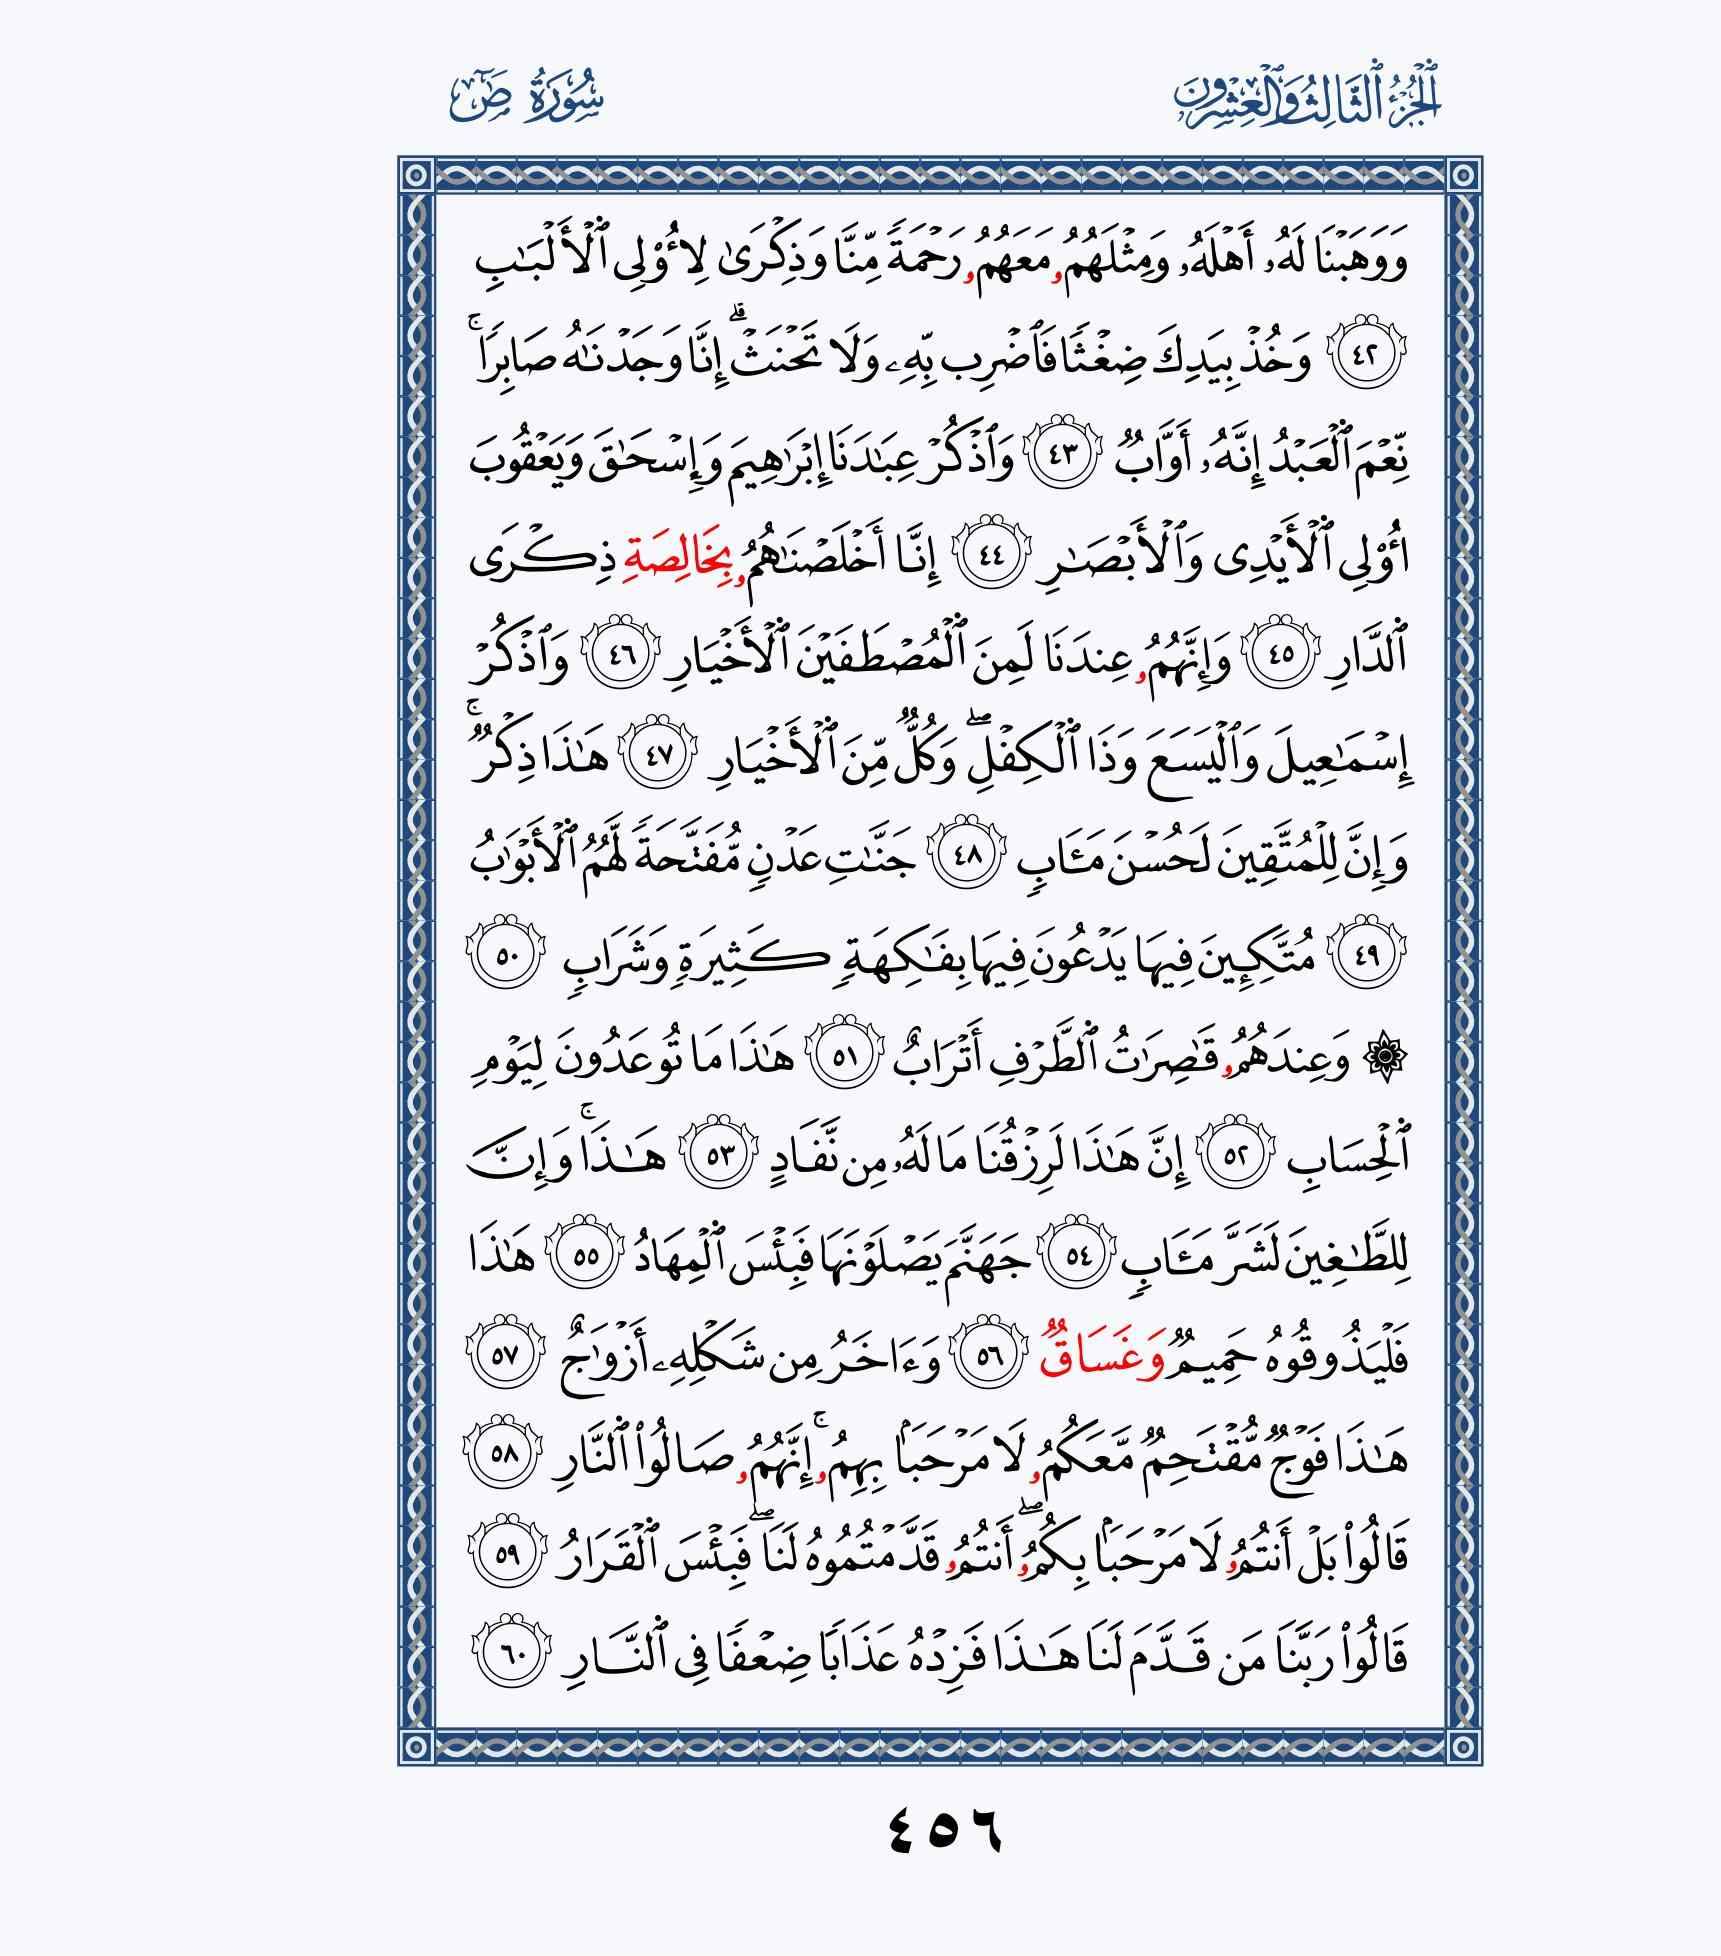 ٱلْجُزْءُ ٱلثَّالِثُ وَٱلْعِشْرُونَ
سُورَةُ صٓ
وَوَهَبْنَا لَهُۥ أَهْلَهُۥ وَمِثْلَهُمُۥ مَعَهُمُۥ رَحْمَةً مِّنَّا وَذِكْرَىٰ لِأُوْلِى ٱلْأَلْبَـٰبِ
٤٢ وَخُذْ بِيَدِكَ ضِغْثًا فَٱضْرِب بِّهِۦ وَلَا تَحْنَثْ ۗ إِنَّا وَجَدْنَـٰهُ صَابِرًا ۚ
نِّعْمَ ٱلْعَبْدُ إِنَّهُۥ أَوَّابٌ ٤٣ وَٱذْكُرْ عِبَـٰدَنَا إِبْرَٰهِيمَ وَإِسْحَـٰقَ وَيَعْقُوبَ
أُوْلِى ٱلْأَيْدِى وَٱلْأَبْصَـٰرِ ٤٤ إِنَّا أَخْلَصْنَـٰهُمُۥ بِخَالِصَةِ ذِكْرَى
ٱلدَّارِ ٤٥ وَإِنَّهُمُۥ عِندَنَا لَمِنَ ٱلْمُصْطَفَيْنَ ٱلْأَخْيَارِ ٤٦ وَٱذْكُرْ
إِسْمَـٰعِيلَ وَٱلْيَسَعَ وَذَا ٱلْكِفْلِ ۖ وَكُلٌّ مِّنَ ٱلْأَخْيَارِ ٤٧ هَـٰذَا ذِكْرٌ ۚ
وَإِنَّ لِلْمُتَّقِينَ لَحُسْنَ مَـَٔابٍ ٤٨ جَنَّـٰتِ عَدْنٍ مُّفَتَّحَةً لَّهُمُ ٱلْأَبْوَٰبُ
٤٩ مُتَّكِـِٔينَ فِيهَا يَدْعُونَ فِيهَا بِفَـٰكِهَةٍ كَثِيرَةٍ وَشَرَابٍ ٥٠
۞ وَعِندَهُمُۥ قَـٰصِرَٰتُ ٱلطَّرْفِ أَتْرَابٌ ٥١ هَـٰذَا مَا تُوعَدُونَ لِيَوْمِ
ٱلْحِسَابِ ٥٢ إِنَّ هَـٰذَا لَرِزْقُنَا مَا لَهُۥ مِن نَّفَادٍ ٥٣ هَـٰذَا ۚ وَإِنَّ
لِلطَّـٰغِينَ لَشَرَّ مَـَٔابٍ ٥٤ جَهَنَّمَ يَصْلَوْنَهَا فَبِئْسَ ٱلْمِهَادُ ٥٥ هَـٰذَا
فَلْيَذُوقُوهُ حَمِيمٌ وَغَسَاقٌ ٥٦ وَءَاخَرُ مِن شَكْلِهِۦ أَزْوَٰجٌ ٥٧
هَـٰذَا فَوْجٌ مُّقْتَحِمٌ مَّعَكُمُۥ لَا مَرْحَبَۢا بِهِمُۥ ۚ إِنَّهُمُۥ صَالُواْ ٱلنَّارِ ٥٨
قَالُواْ بَلْ أَنتُمُۥ لَا مَرْحَبَۢا بِكُمُۥ ۖ أَنتُمُۥ قَدَّمْتُمُوهُ لَنَا ۖ فَبِئْسَ ٱلْقَرَارُ ٥٩
قَالُواْ رَبَّنَا مَن قَدَّمَ لَنَا هَـٰذَا فَزِدْهُ عَذَابًا ضِعْفًا فِى ٱلنَّارِ ٦٠
٤٥٦